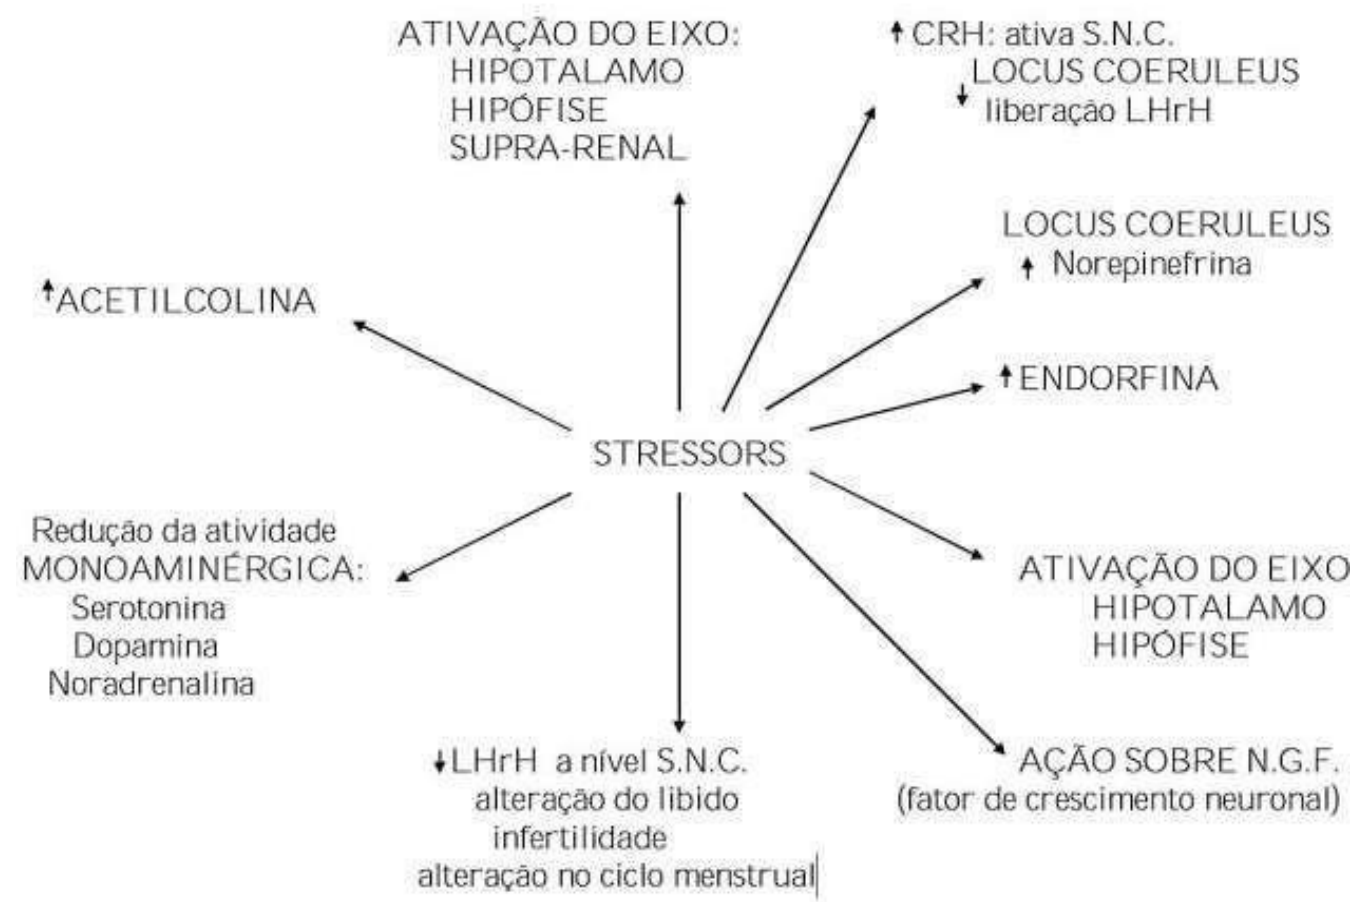 ATIVAÇÃO DO EIXO:
HIPOTALAMO
HIPÓFISE
SUPRA-RENAL
CRH: ativa S.N.C.
LOCUS COERULEUS
liberação LHrH
LOCUS COERULEUS
Norepinefrina
ACETILCOLINA
ENDORFINA
STRESSORS
Redução da atividade
MONOAMINÉRGICA:
Serotonina
Dopamina
Noradrenalina
ATIVAÇÃO DO EIXO
HIPOTALAMO
HIPÓFISE
LHrH a nível S.N.C.
alteração do libido
infertilidade
alteração no ciclo menstrual
AÇÃO SOBRE N.G.F.
(fator de crescimento neuronal)